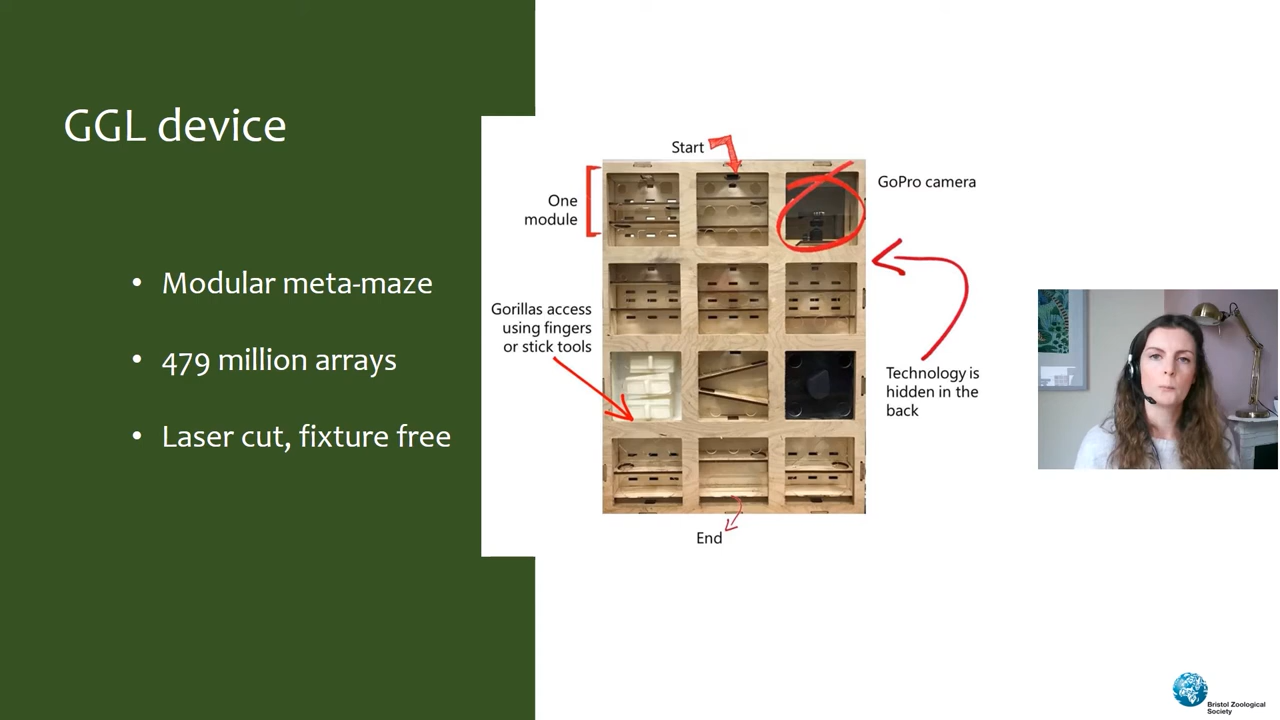 GGL device
• Modular meta-maze
• 479 million arrays
• Laser cut, fixture free
Start
One
module
GoPro camera
Gorillas access
using fingers
or stick tools
Technology is
hidden in the
back
End
Bristol Zoological
Society